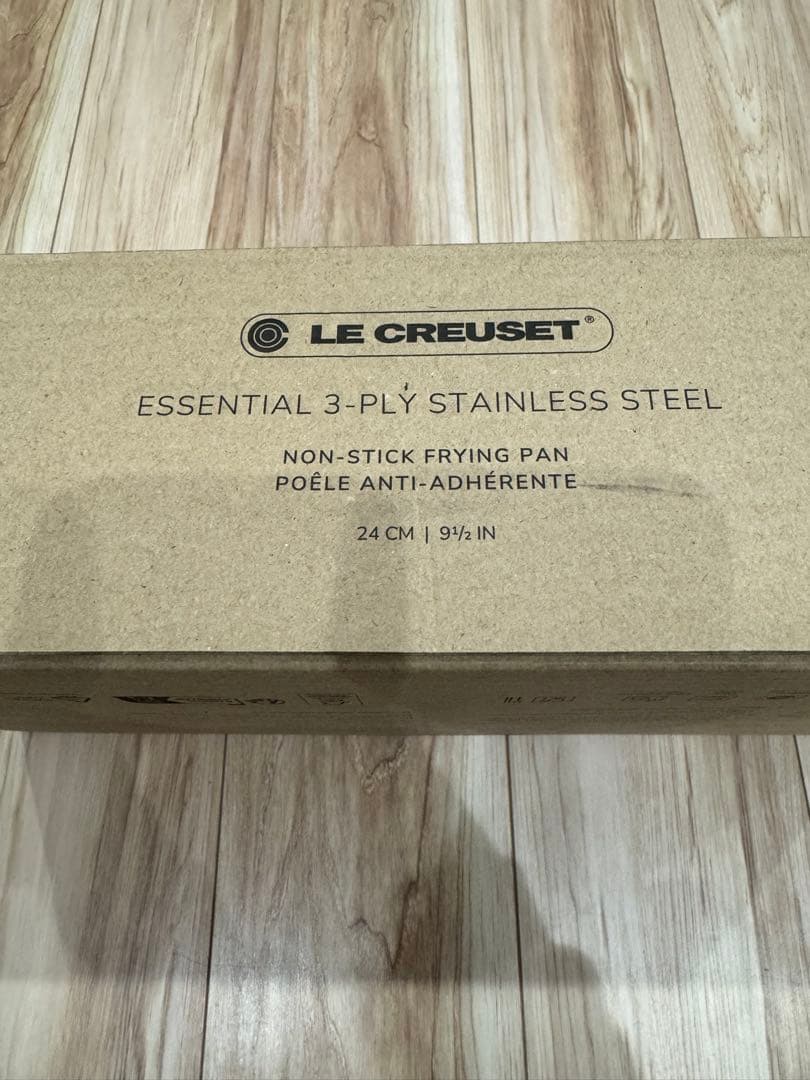 LE CREUSET®
ESSENTIAL 3-PLY STAINLESS STEEL
NON-STICK FRYING PAN
POÊLE ANTI-ADHÉRENTE
24 CM | 9½ IN